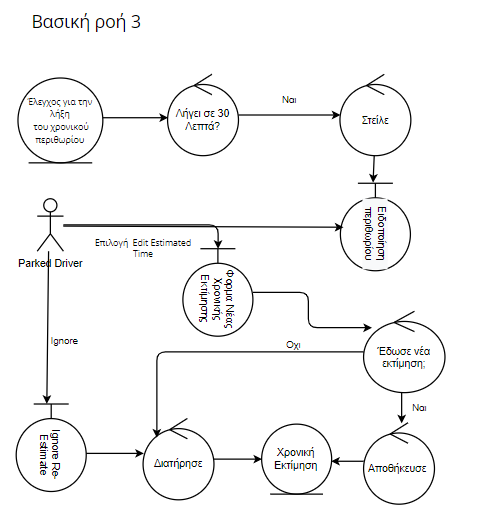 Βασική ροή 3
Έλεγχος για την
λήξη
του χρονικού
περιθωρίου
Λήγει σε 30
Λεπτά?
Ναι
Στείλε
Ειδοποίηση
περιθωρίου
Parked Driver
Επιλογή Edit Estimated
Time
Φορμα Νέας
Χρονικής
Εκτίμησης
Ignore
Όχι
Έδωσε νέα
εκτίμηση;
Ναι
Ignore Re-
Estimate
Διατήρησε
Χρονική
Εκτίμηση
Αποθήκευσε